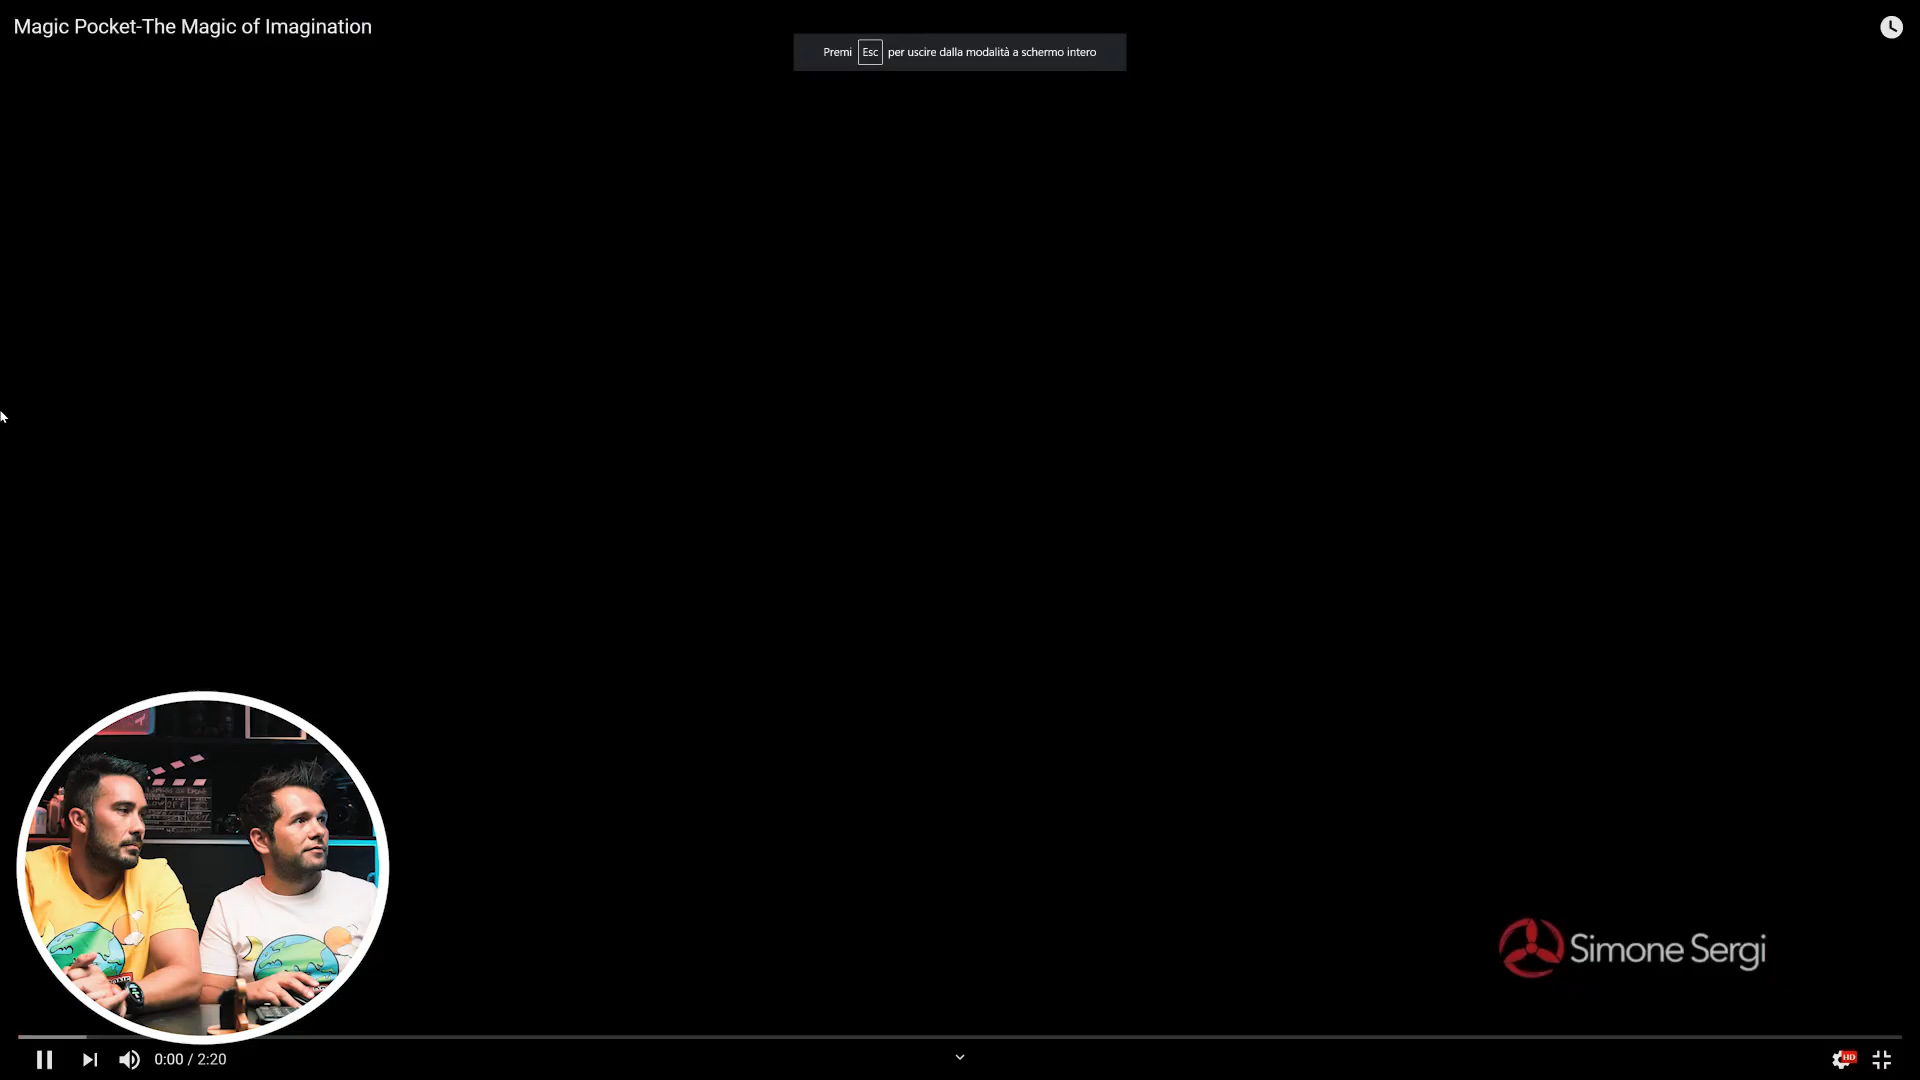 Magic Pocket-The Magic of Imagination
Premi Esc per uscire dalla modalità a schermo intero
Simone Sergi
0:00 / 2:20
HD